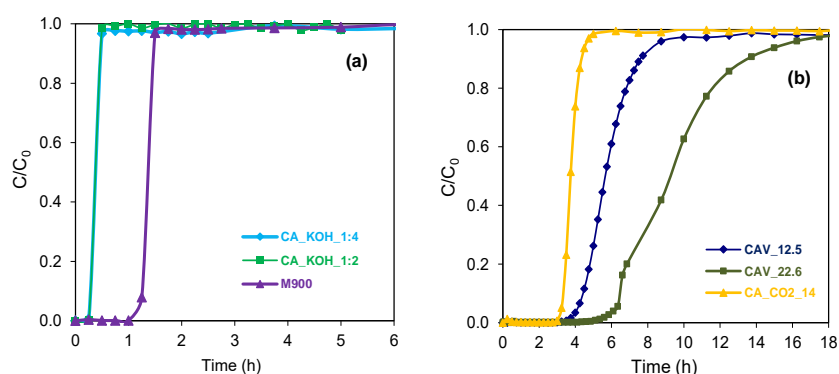 1.0
0.8
0.6
0.4
0.2
0.0
C/C0
0 1 2 3 4 5 6
Time (h)
(a)
CA_KOH_1:4
CA_KOH_1:2
M900
1.0
0.8
0.6
0.4
0.2
0.0
C/C0
0 2 4 6 8 10 12 14 16 18
Time (h)
(b)
CAV_12.5
CAV_22.6
CA_CO2_14